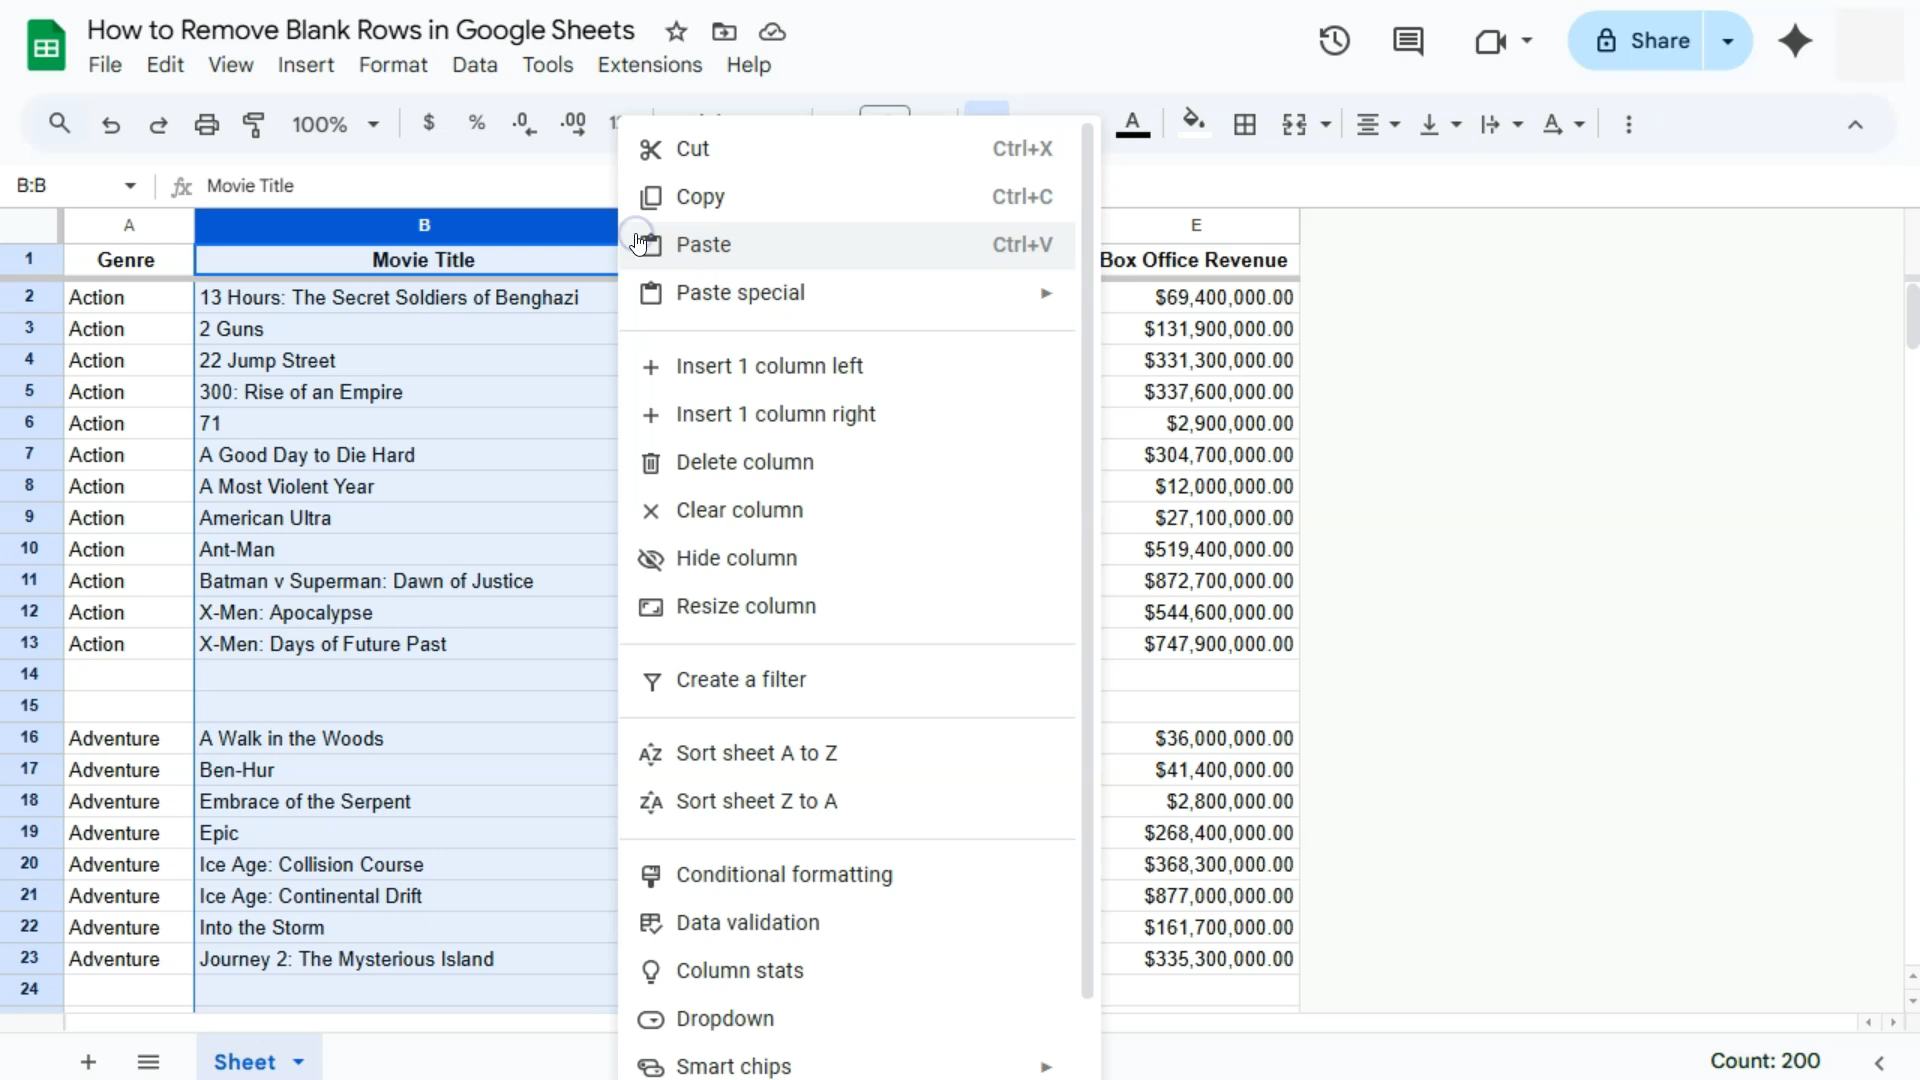 How to Remove Blank Rows in Google Sheets
File Edit View Insert Format Data Tools Extensions Help
Share
100% $ % .0 .00
B:B fx Movie Title
A B E
1 Genre Movie Title Box Office Revenue
2 Action 13 Hours: The Secret Soldiers of Benghazi $69,400,000.00
3 Action 2 Guns $131,900,000.00
4 Action 22 Jump Street $331,300,000.00
5 Action 300: Rise of an Empire $337,600,000.00
6 Action 71 $2,900,000.00
7 Action A Good Day to Die Hard $304,700,000.00
8 Action A Most Violent Year $12,000,000.00
9 Action American Ultra $27,100,000.00
10 Action Ant-Man $519,400,000.00
11 Action Batman v Superman: Dawn of Justice $872,700,000.00
12 Action X-Men: Apocalypse $544,600,000.00
13 Action X-Men: Days of Future Past $747,900,000.00
14
15
16 Adventure A Walk in the Woods $36,000,000.00
17 Adventure Ben-Hur $41,400,000.00
18 Adventure Embrace of the Serpent $2,800,000.00
19 Adventure Epic $268,400,000.00
20 Adventure Ice Age: Collision Course $368,300,000.00
21 Adventure Ice Age: Continental Drift $877,000,000.00
22 Adventure Into the Storm $161,700,000.00
23 Adventure Journey 2: The Mysterious Island $335,300,000.00
24
Cut Ctrl+X
Copy Ctrl+C
Paste Ctrl+V
Paste special
Insert 1 column left
Insert 1 column right
Delete column
Clear column
Hide column
Resize column
Create a filter
Sort sheet A to Z
Sort sheet Z to A
Conditional formatting
Data validation
Column stats
Dropdown
Smart chips
Sheet
Count: 200